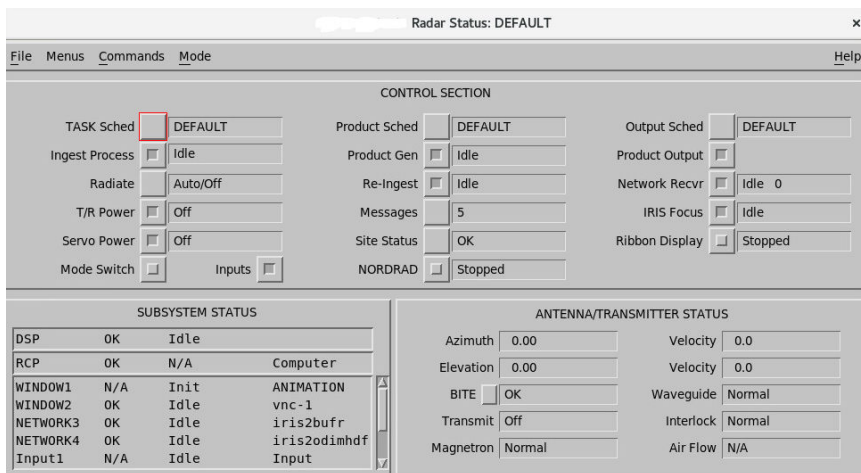 Radar Status: DEFAULT ×
File Menus Commands Mode Help
CONTROL SECTION
TASK Sched DEFAULT Product Sched DEFAULT Output Sched DEFAULT
Ingest Process Idle Product Gen Idle Product Output
Radiate Auto/Off Re-Ingest Idle Network Recvr Idle 0
T/R Power Off Messages 5 IRIS Focus Idle
Servo Power Off Site Status OK Ribbon Display Stopped
Mode Switch Inputs NORDRAD Stopped
SUBSYSTEM STATUS
DSP OK Idle
RCP OK N/A Computer
WINDOW1 N/A Init ANIMATION
WINDOW2 OK Idle vnc-1
NETWORK3 OK Idle iris2bufr
NETWORK4 OK Idle iris2odimhdf
Input1 N/A Idle Input
ANTENNA/TRANSMITTER STATUS
Azimuth 0.00 Velocity 0.0
Elevation 0.00 Velocity 0.0
BITE OK Waveguide Normal
Transmit Off Interlock Normal
Magnetron Normal Air Flow N/A